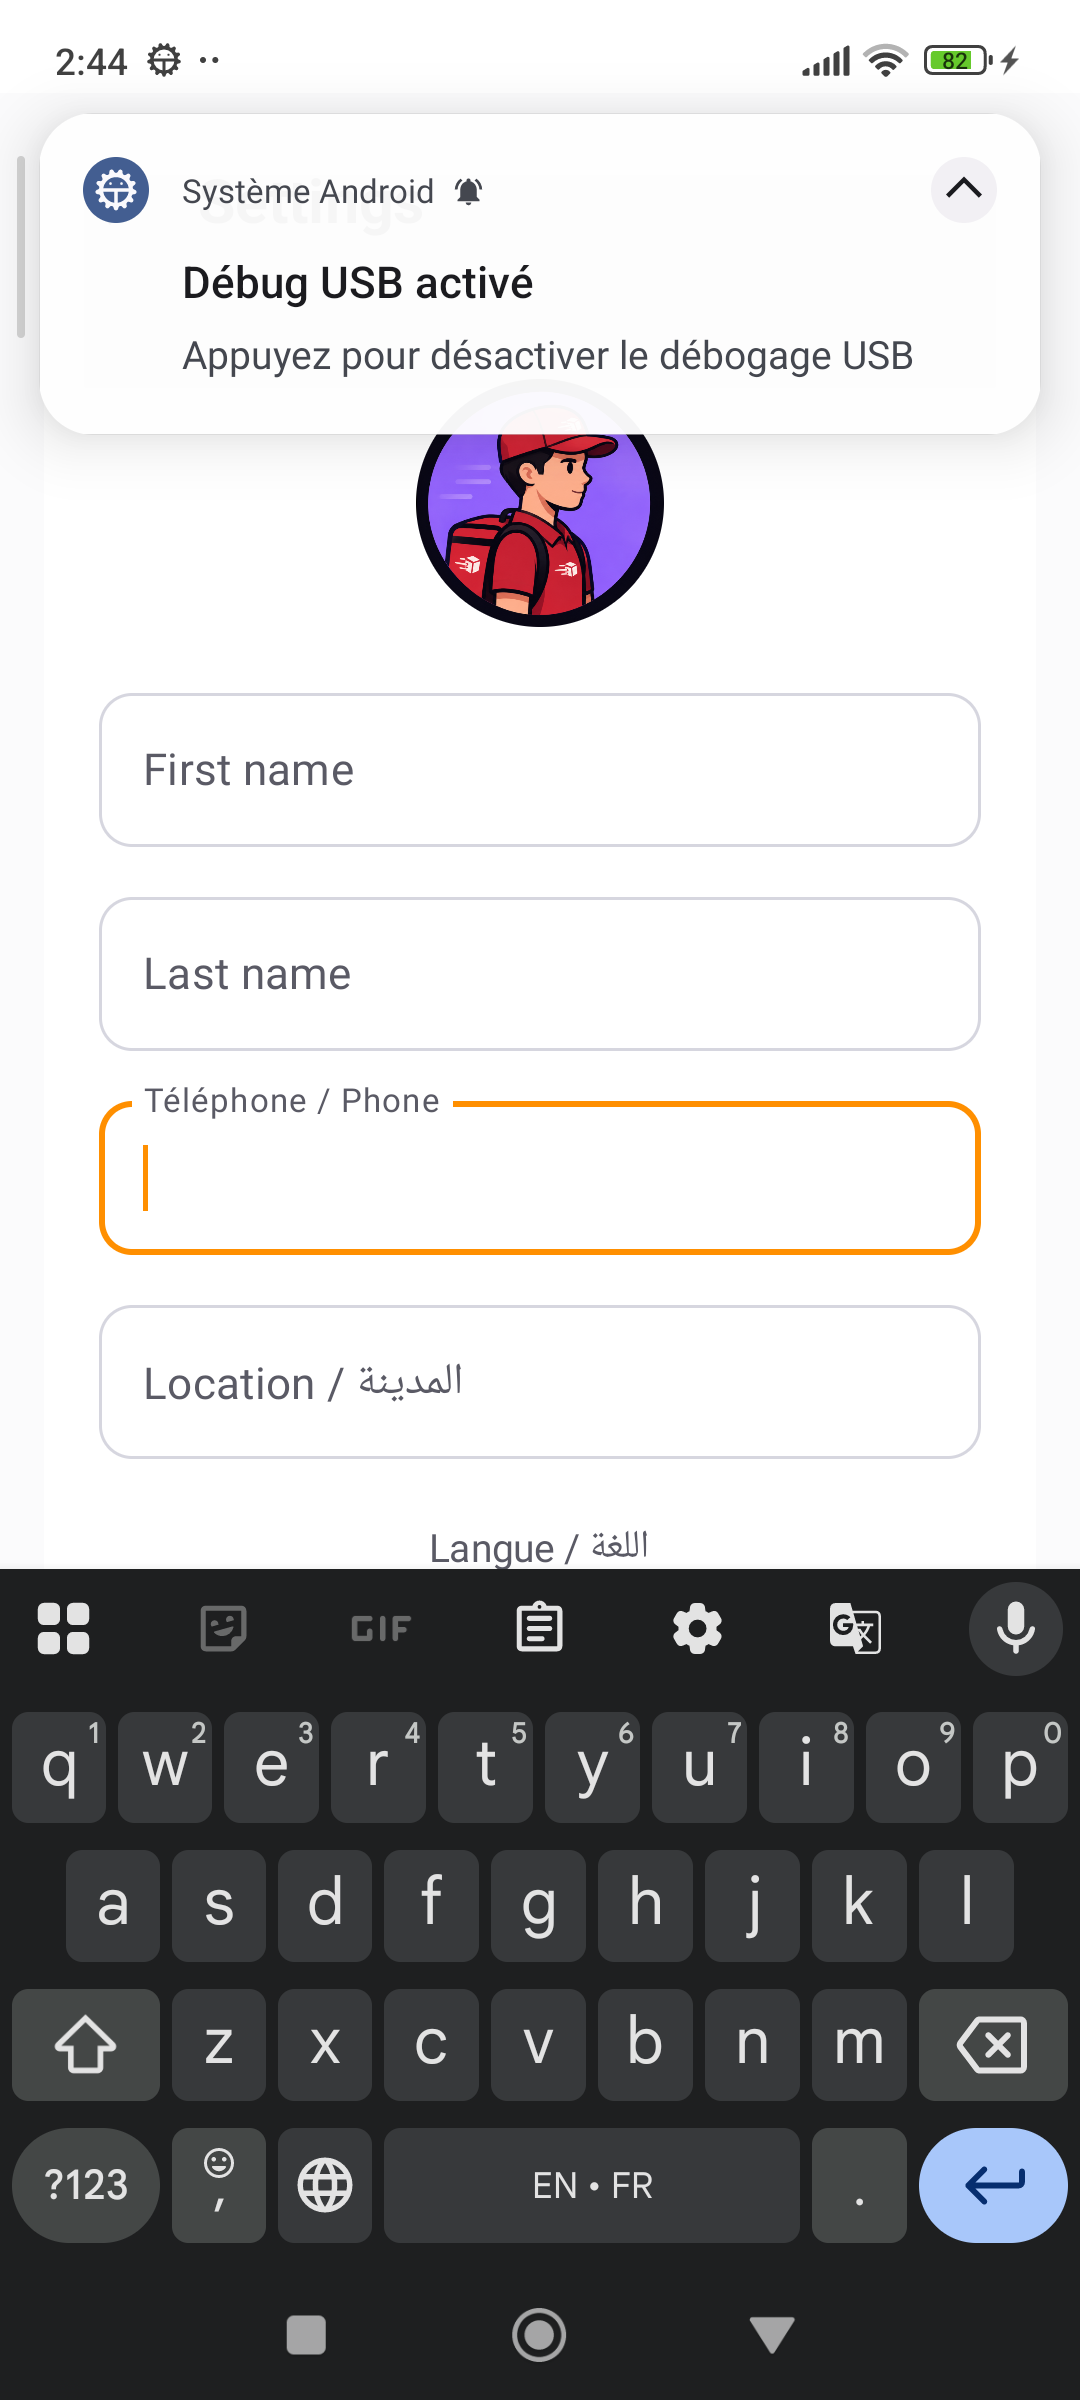 2:44
82
Système Android
Settings
Débug USB activé
Appuyez pour désactiver le débogage USB
First name
Last name
Téléphone / Phone
Location / المدينة
Langue / اللغة
GIF
q 1 w 2 e 3 r 4 t 5 y 6 u 7 i 8 o 9 p 0
a s d f g h j k l
z x c v b n m
?123 , EN • FR .